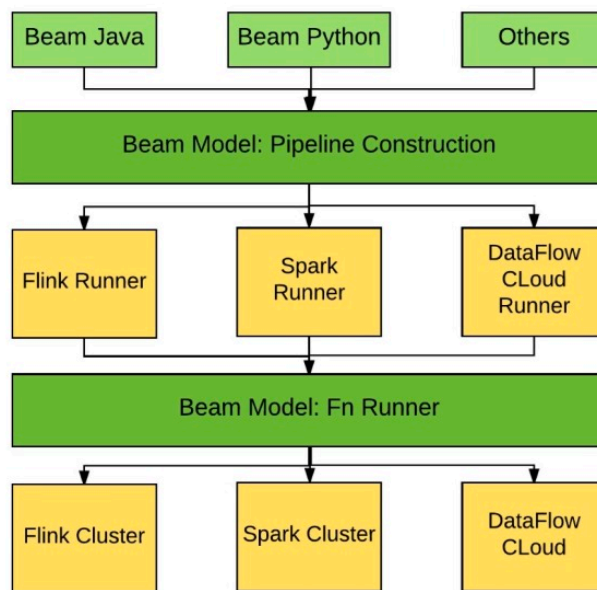 Beam Java
Beam Python
Others
Beam Model: Pipeline Construction
Flink Runner
Spark
Runner
DataFlow
CLoud
Runner
Beam Model: Fn Runner
Flink Cluster
Spark Cluster
DataFlow
CLoud